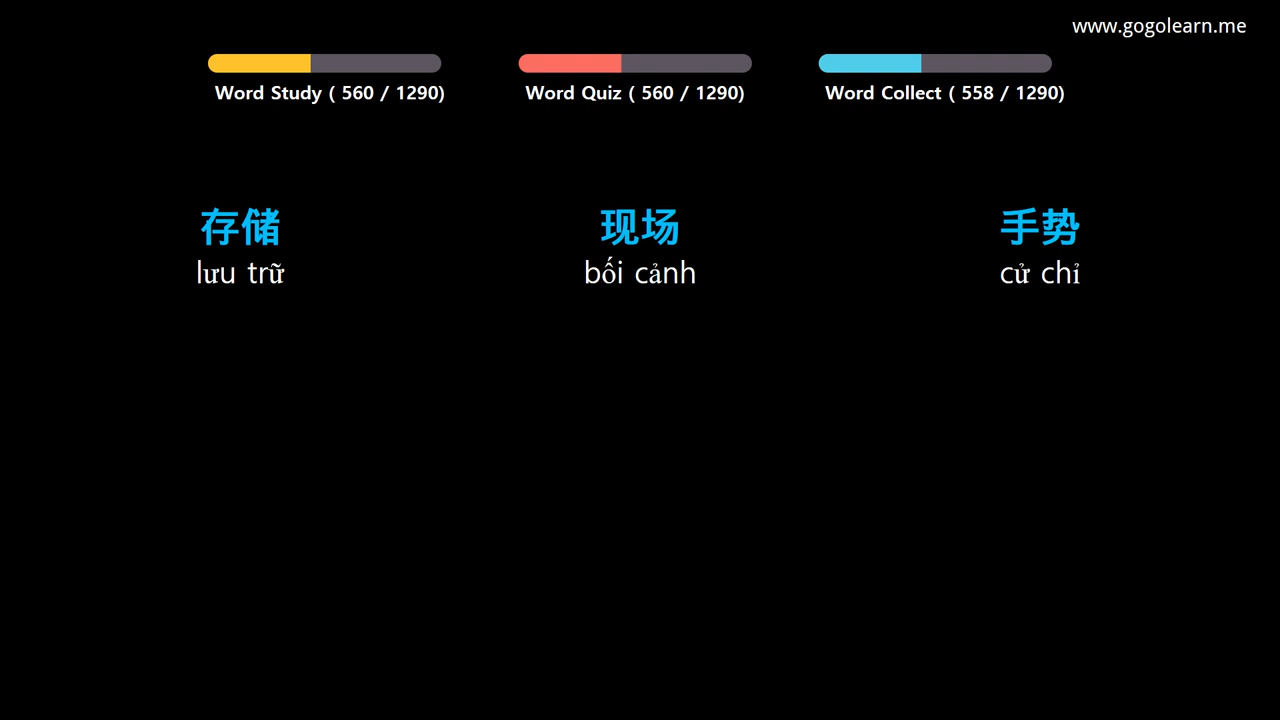 www.gogolearn.me
Word Study ( 560 / 1290)
Word Quiz ( 560 / 1290)
Word Collect ( 558 / 1290)
存储
lưu trữ
现场
bối cảnh
手势
cử chỉ